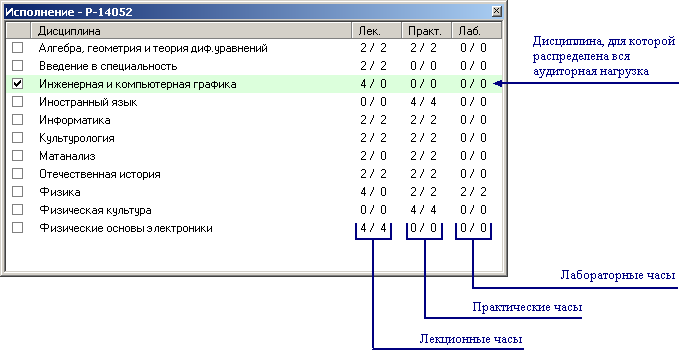 Исполнение - Р-14052
Дисциплина Лек. Практ. Лаб.
Алгебра, геометрия и теория диф.уравнений 2 / 2 2 / 2 0 / 0
Введение в специальность 2 / 2 0 / 0 0 / 0
Инженерная и компьютерная графика 4 / 0 0 / 0 0 / 0
Иностранный язык 0 / 0 4 / 4 0 / 0
Информатика 2 / 2 2 / 2 0 / 0
Культурология 2 / 2 2 / 2 0 / 0
Матанализ 2 / 0 2 / 2 0 / 0
Отечественная история 2 / 2 2 / 2 0 / 0
Физика 4 / 0 2 / 2 2 / 2
Физическая культура 0 / 0 4 / 4 0 / 0
Физические основы электроники 4 / 4 0 / 0 0 / 0
Дисциплина, для которой
распределена вся
аудиторная нагрузка
Лабораторные часы
Практические часы
Лекционные часы